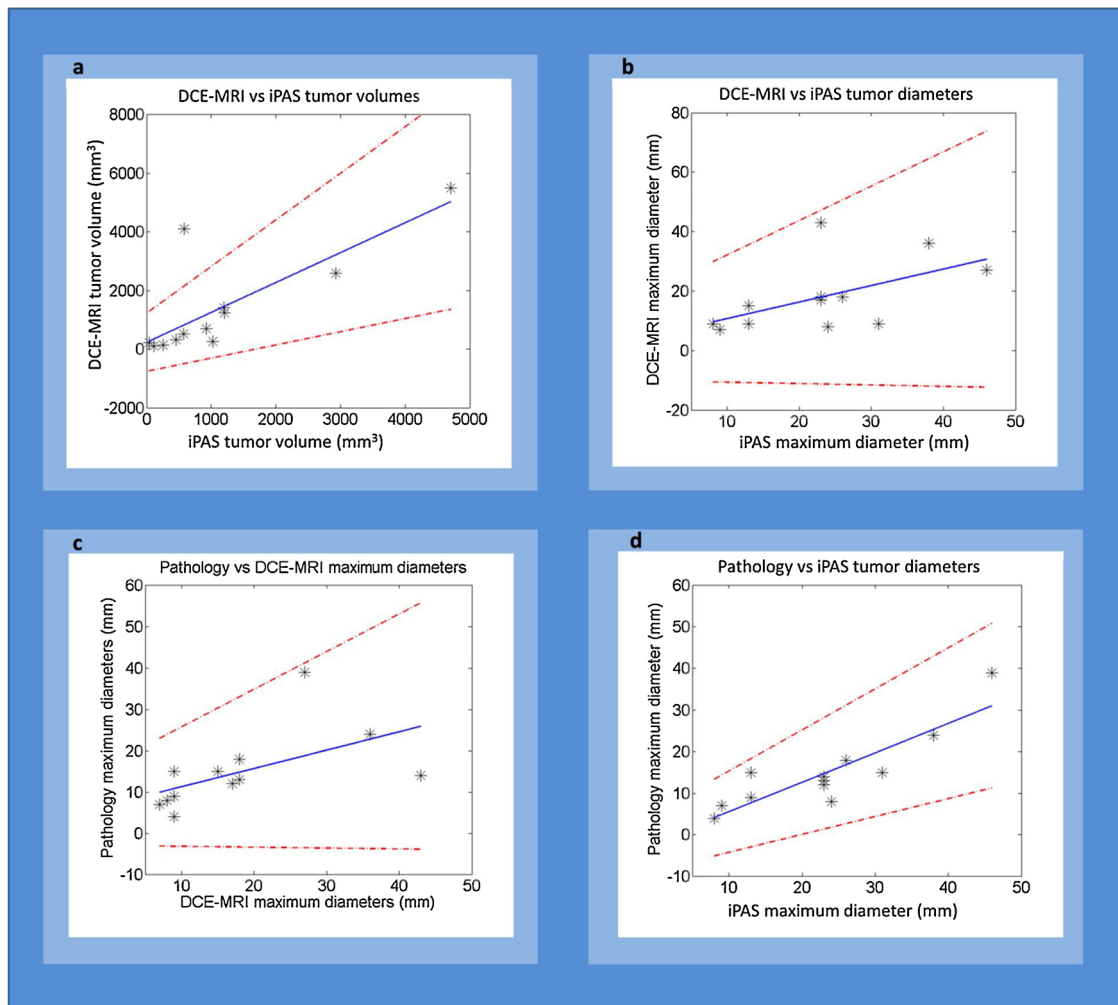 a
DCE-MRI vs iPAS tumor volumes
8000
6000
4000
2000
0
-2000
DCE-MRI tumor volume (mm³)
0 1000 2000 3000 4000 5000
iPAS tumor volume (mm³)
b
DCE-MRI vs iPAS tumor diameters
80
60
40
20
0
-20
DCE-MRI maximum diameter (mm)
10 20 30 40 50
iPAS maximum diameter (mm)
c
Pathology vs DCE-MRI maximum diameters
60
50
40
30
20
10
0
-10
Pathology maximum diameters (mm)
10 20 30 40 50
DCE-MRI maximum diameters (mm)
d
Pathology vs iPAS tumor diameters
60
50
40
30
20
10
0
-10
Pathology maximum diameter (mm)
10 20 30 40 50
iPAS maximum diameter (mm)